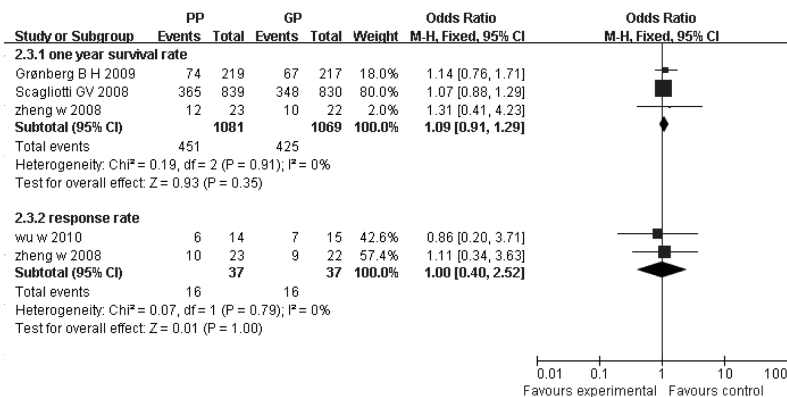 PP GP Odds Ratio Odds Ratio
Study or Subgroup Events Total Events Total Weight M-H, Fixed, 95% CI M-H, Fixed, 95% CI
2.3.1 one year survival rate
Grønberg B H 2009 74 219 67 217 18.0% 1.14 [0.76, 1.71]
Scagliotti GV 2008 365 839 348 830 80.0% 1.07 [0.88, 1.29]
zheng w 2008 12 23 10 22 2.0% 1.31 [0.41, 4.23]
Subtotal (95% CI) 1081 1069 100.0% 1.09 [0.91, 1.29]
Total events 451 425
Heterogeneity: Chi² = 0.19, df = 2 (P = 0.91); I² = 0%
Test for overall effect: Z = 0.93 (P = 0.35)
2.3.2 response rate
wu w 2010 6 14 7 15 42.6% 0.86 [0.20, 3.71]
zheng w 2008 10 23 9 22 57.4% 1.11 [0.34, 3.63]
Subtotal (95% CI) 37 37 100.0% 1.00 [0.40, 2.52]
Total events 16 16
Heterogeneity: Chi² = 0.07, df = 1 (P = 0.79); I² = 0%
Test for overall effect: Z = 0.01 (P = 1.00)
0.01 0.1 1 10 100
Favours experimental Favours control